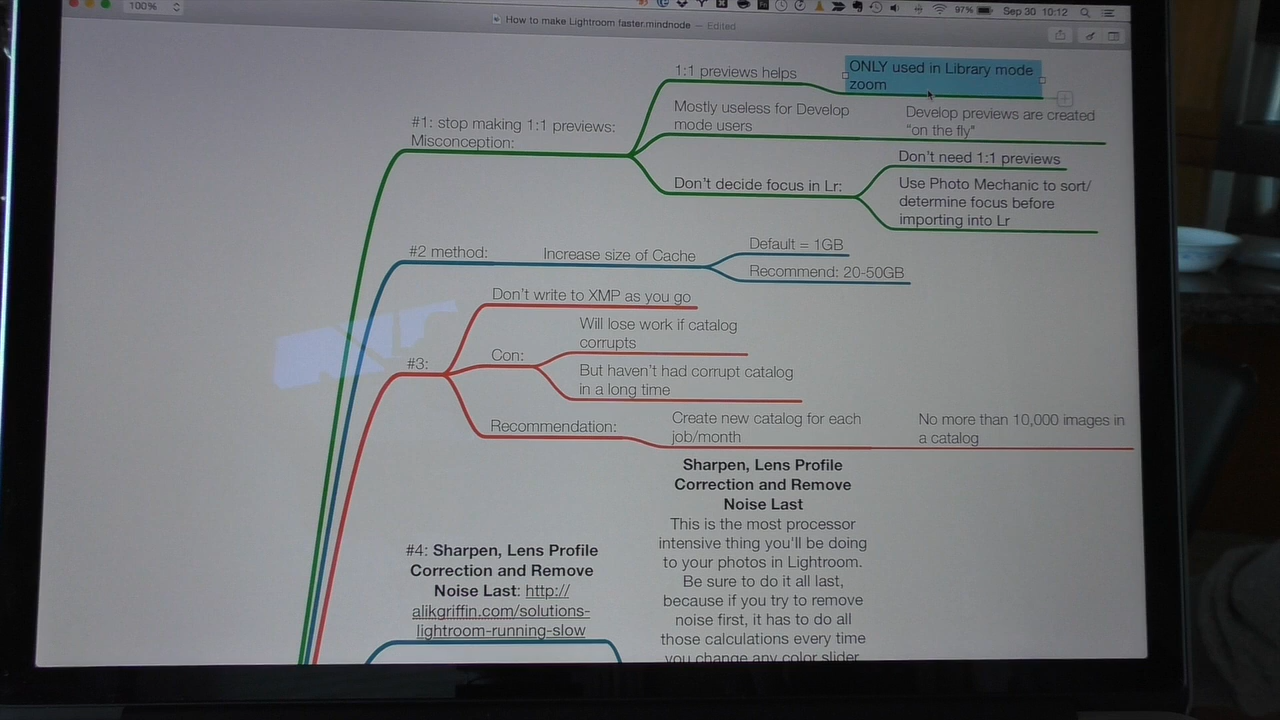 100%
97%
Sep 30 10:12
How to make Lightroom faster.mindnode — Edited
1:1 previews helps
ONLY used in Library mode
zoom
#1: stop making 1:1 previews:
Misconception:
Mostly useless for Develop
mode users
Develop previews are created
"on the fly"
Don't decide focus in Lr:
Don't need 1:1 previews
Use Photo Mechanic to sort/
determine focus before
importing into Lr
#2 method:
Increase size of Cache
Default = 1GB
Recommend: 20-50GB
#3:
Don't write to XMP as you go
Con:
Will lose work if catalog
corrupts
But haven't had corrupt catalog
in a long time
Recommendation:
Create new catalog for each
job/month
No more than 10,000 images in
a catalog
#4: Sharpen, Lens Profile
Correction and Remove
Noise Last: http://
alikgriffin.com/solutions-
lightroom-running-slow
Sharpen, Lens Profile
Correction and Remove
Noise Last
This is the most processor
intensive thing you'll be doing
to your photos in Lightroom.
Be sure to do it all last,
because if you try to remove
noise first, it has to do all
those calculations every time
you change any color slider